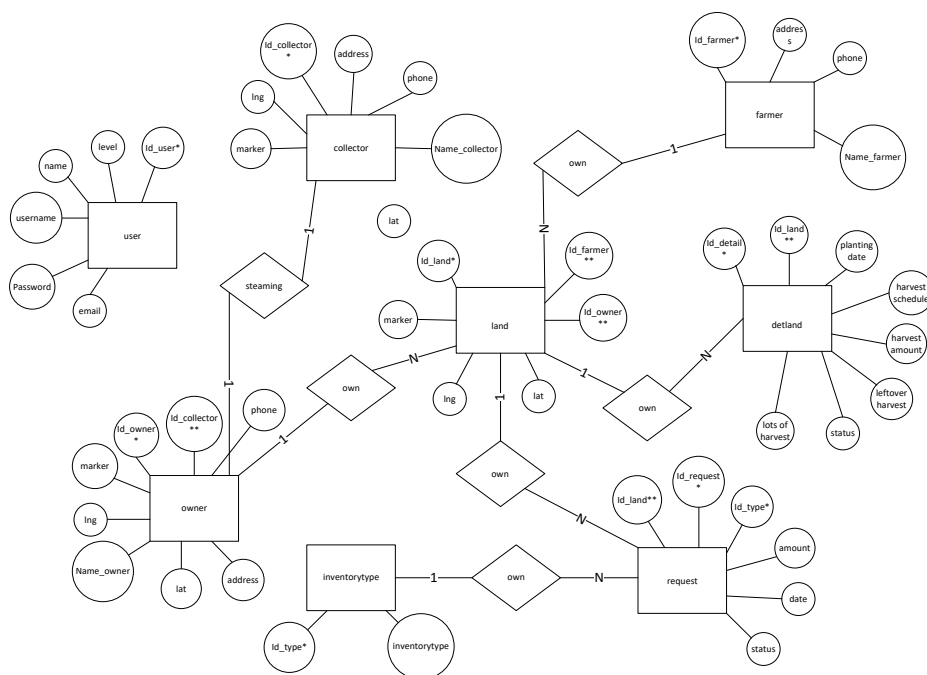 Id_collector
*
address
phone
lng
marker
collector
Name_collector
Id_farmer*
addres
s
phone
farmer
Name_farmer
own
1
N
level
Id_user*
name
username
user
Password
email
1
steaming
1
lat
Id_land*
Id_farmer
**
marker
land
Id_owner
**
lng
lat
Id_detail
*
Id_land
**
planting
date
harvest
schedule
detland
harvest
amount
leftover
harvest
status
lots of
harvest
own
N
1
1
own
N
1
own
N
Id_owner
*
Id_collector
**
phone
marker
owner
lng
Name_owner
lat
address
Id_land**
Id_request
*
Id_type*
amount
request
date
status
inventorytype
1
own
N
Id_type*
inventorytype